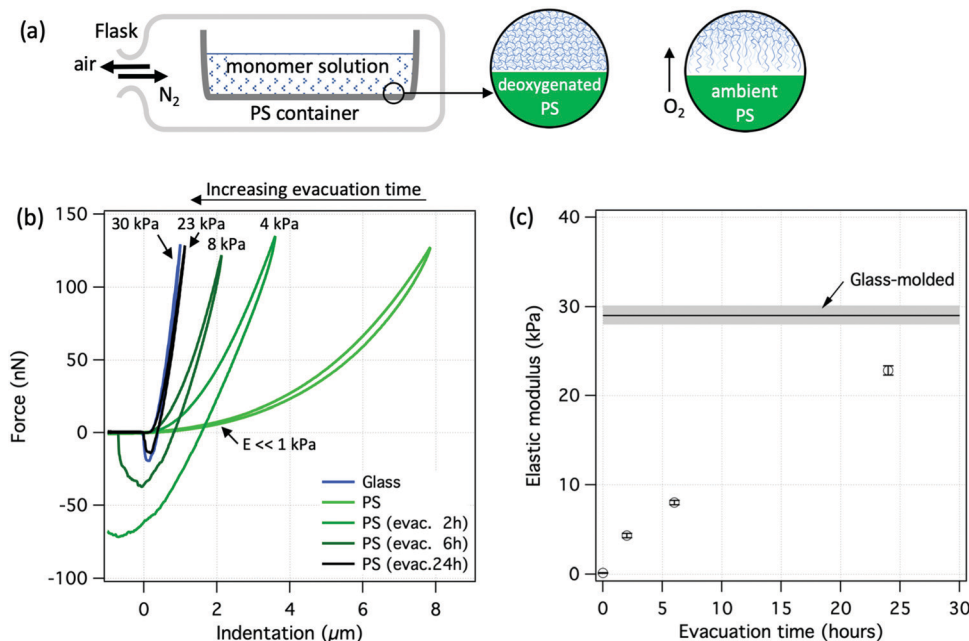 (a)
Flask
air
N2
monomer solution
PS container
deoxygenated
PS
O2
ambient
PS
(b)
Increasing evacuation time
30 kPa
23 kPa
8 kPa
4 kPa
E << 1 kPa
150
100
50
0
-50
-100
Force (nN)
Glass
PS
PS (evac. 2h)
PS (evac. 6h)
PS (evac.24h)
0
2
4
6
8
Indentation (µm)
(c)
Glass-molded
40
30
20
10
0
Elastic modulus (kPa)
0
5
10
15
20
25
30
Evacuation time (hours)